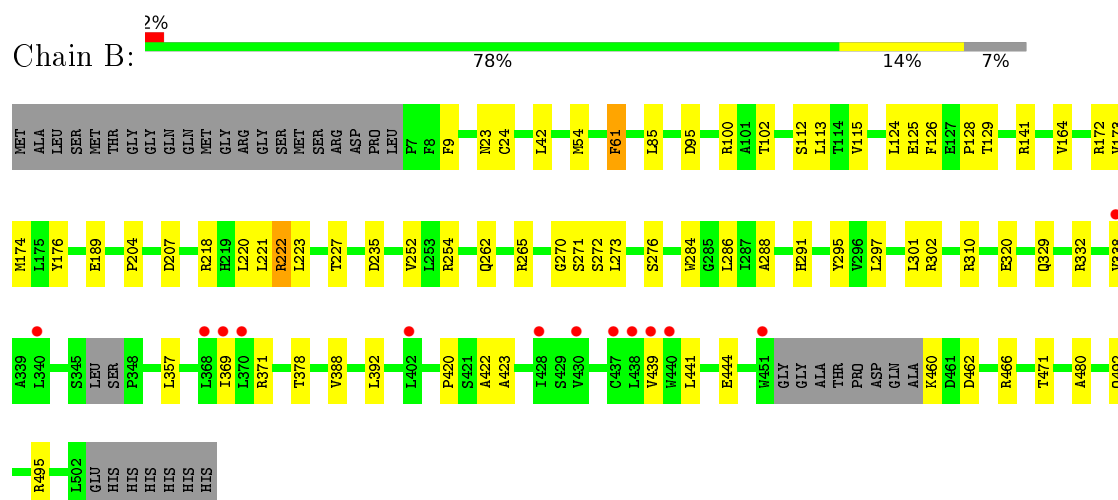 2%
Chain B:
78% 14% 7%
MET ALA LEU SER MET THR GLY GLY GLN GLN MET GLY ARG GLY SER MET SER ARG ASP PRO LEU P7 F8 F9 N23 C24 L42 M54 F61 L85 D95 R100 A101 T102 S112 L113 T114 V115 L124 E125 F126 E127 P128 T129 R141 V164 R172 V173
M174 L175 Y176 E189 P204 D207 R218 H219 L220 L221 R222 L223 T227 D235 V252 L253 R254 Q262 R265 G270 S271 S272 L273 S276 W284 G285 L286 I287 A288 H291 Y295 V296 L297 L301 R302 R310 E320 Q329 R332 V338
A339 L340 S345 LEU SER P348 L357 L368 I369 L370 R371 T378 V388 L392 L402 P420 S421 A422 A423 I428 S429 V430 C437 L438 V439 W440 L441 E444 W451 GLY GLY ALA THR PRO ASP GLN ALA K460 D461 D462 R466 T471 A480
R495 L502 GLU HIS HIS HIS HIS HIS HIS